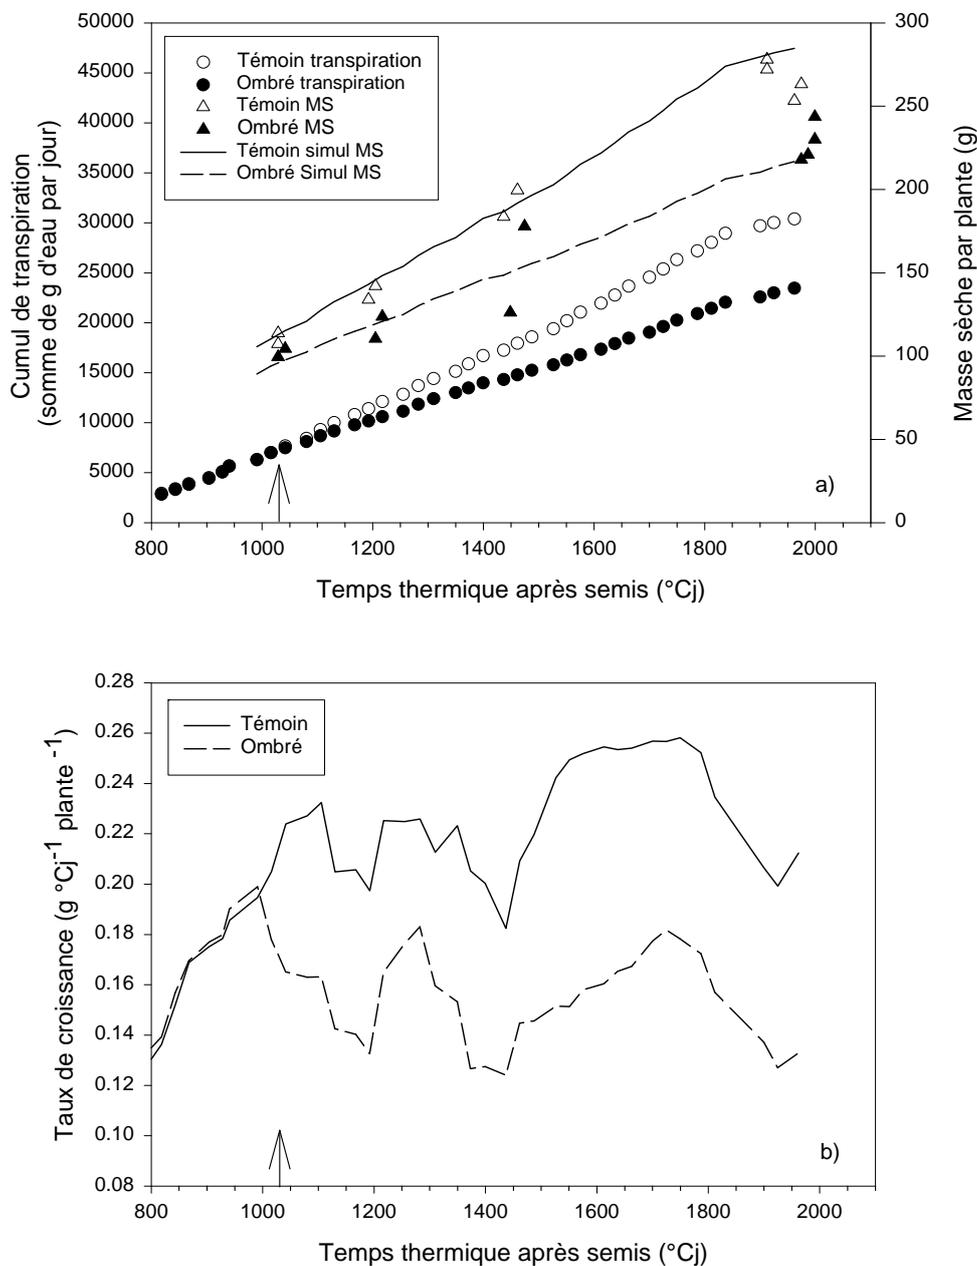 Cumul de transpiration
(somme de g d'eau par jour)
50000
45000
40000
35000
30000
25000
20000
15000
10000
5000
0
Témoin transpiration
Ombré transpiration
Témoin MS
Ombré MS
Témoin simul MS
Ombré Simul MS
300
250
200
150
100
50
0
Masse sèche par plante (g)
a)
800 1000 1200 1400 1600 1800 2000
Temps thermique après semis (°Cj)
Taux de croissance (g °Cj-1 plante -1)
0.28
0.26
0.24
0.22
0.20
0.18
0.16
0.14
0.12
0.10
0.08
Témoin
Ombré
b)
800 1000 1200 1400 1600 1800 2000
Temps thermique après semis (°Cj)